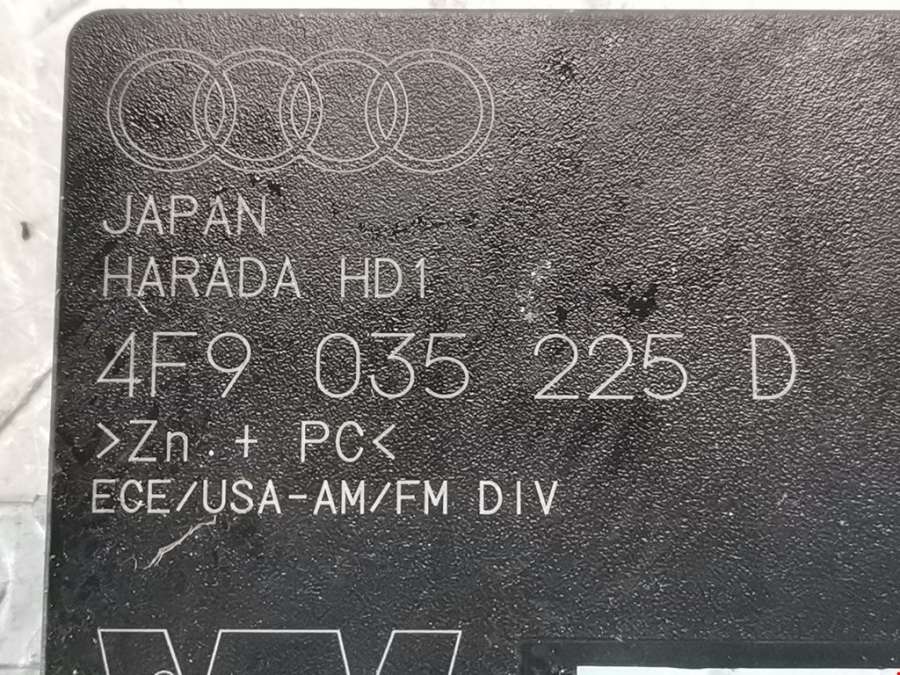 JAPAN
HARADA HD1
4F9 035 225 D
>Zn + PC<
ECE/USA-AM/FM DIV